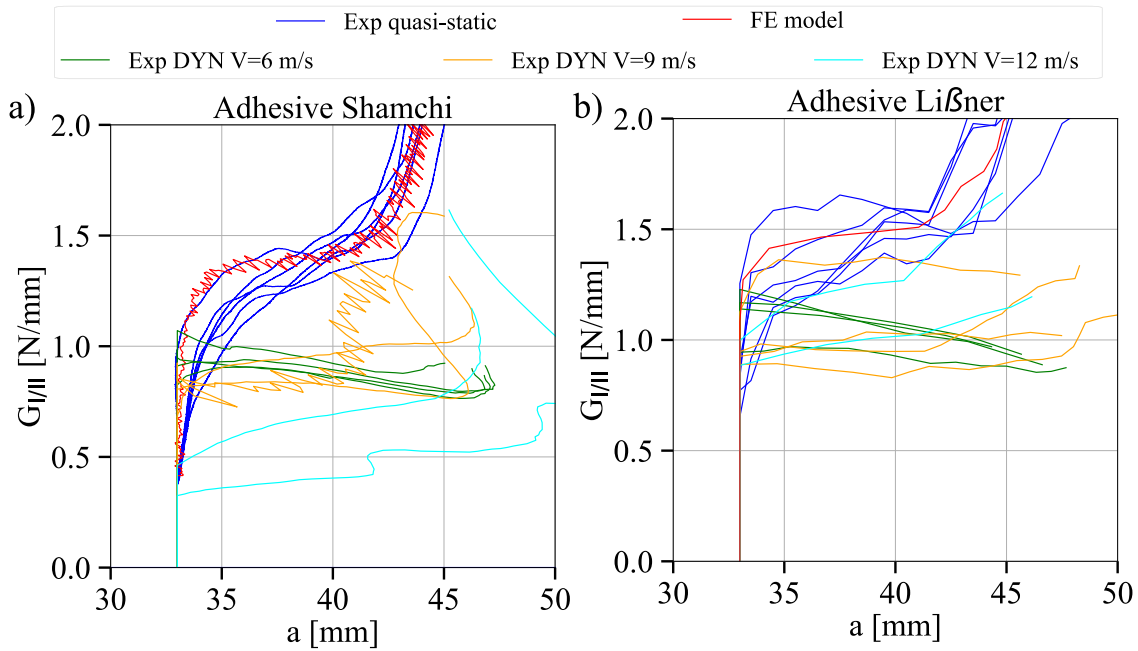 Exp quasi-static FE model
Exp DYN V=6 m/s Exp DYN V=9 m/s Exp DYN V=12 m/s
a) Adhesive Shamchi
b) Adhesive Lißner
2.0
1.5
1.0
0.5
0.0
G_I/II [N/mm]
30 35 40 45 50
a [mm]
2.0
1.5
1.0
0.5
0.0
G_I/II [N/mm]
30 35 40 45 50
a [mm]